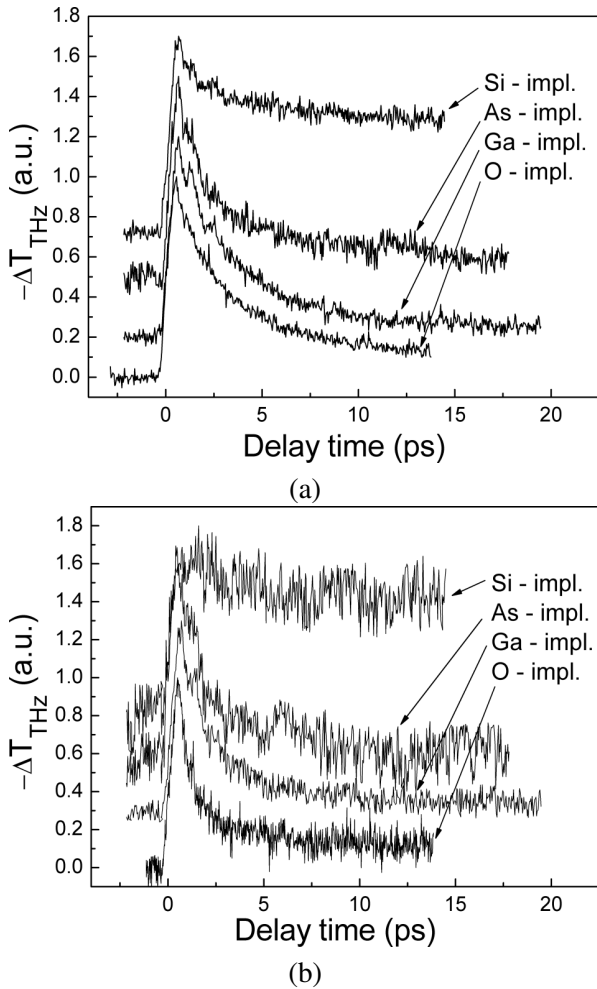 1.8
1.6
1.4
1.2
1.0
0.8
0.6
0.4
0.2
0.0
−ΔT_THz (a.u.)
Si - impl.
As - impl.
Ga - impl.
O - impl.
0 5 10 15 20
Delay time (ps)
(a)
1.8
1.6
1.4
1.2
1.0
0.8
0.6
0.4
0.2
0.0
−ΔT_THz (a.u.)
Si - impl.
As - impl.
Ga - impl.
O - impl.
0 5 10 15 20
Delay time (ps)
(b)